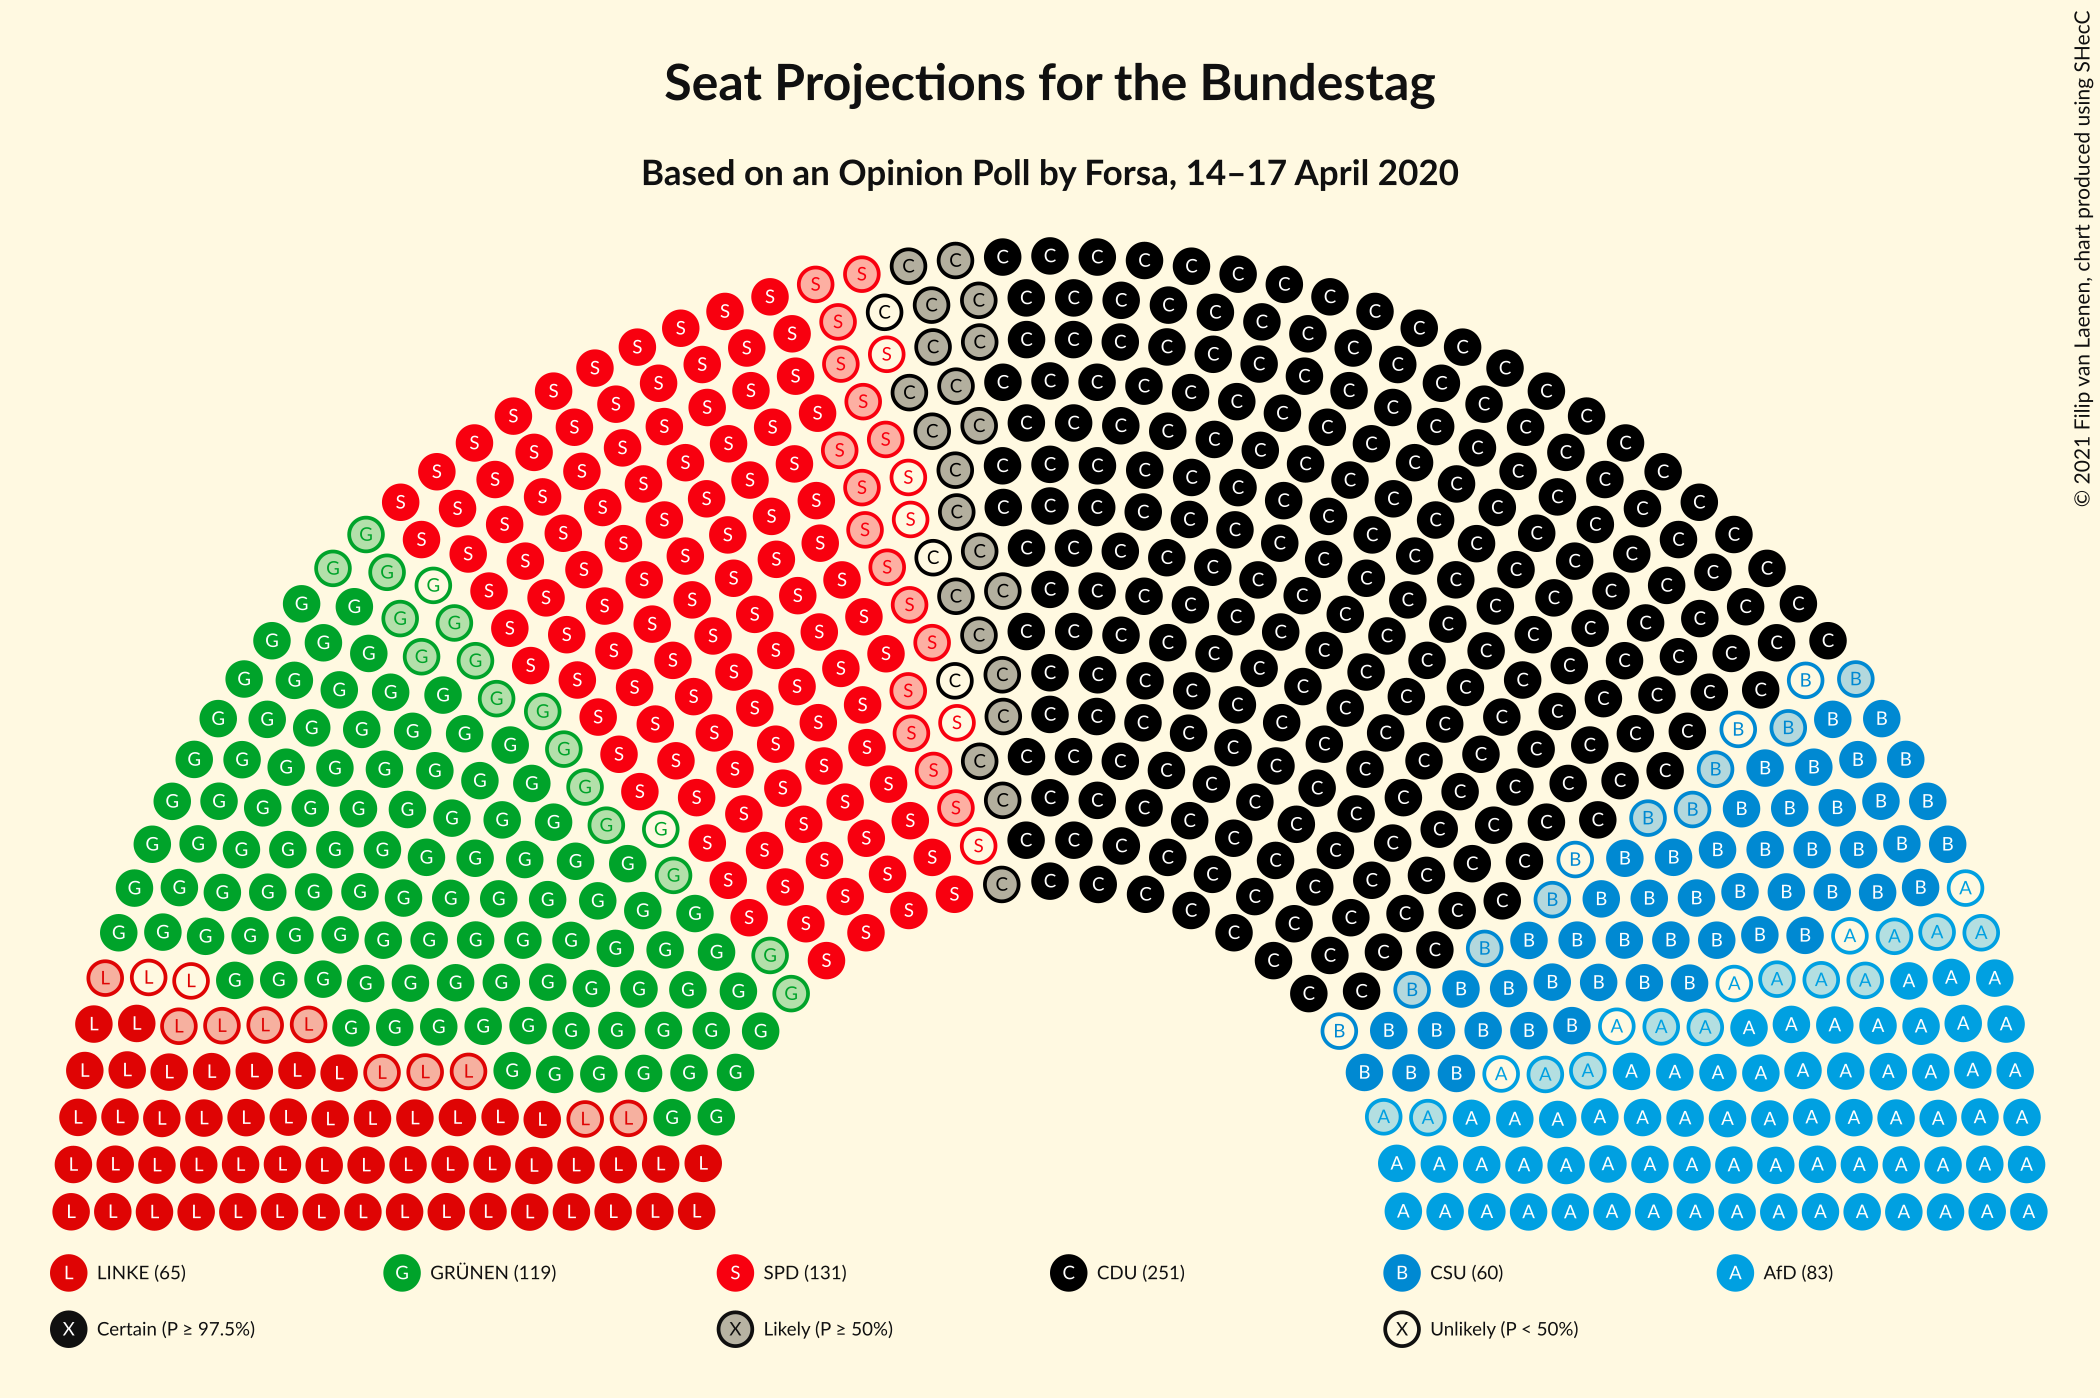 Seat Projections for the Bundestag
Based on an Opinion Poll by Forsa, 14–17 April 2020
© 2021 Filip van Laenen, chart produced using SHecC
L LINKE (65)
G GRÜNEN (119)
S SPD (131)
C CDU (251)
B CSU (60)
A AfD (83)
X Certain (P ≥ 97.5%)
X Likely (P ≥ 50%)
X Unlikely (P < 50%)